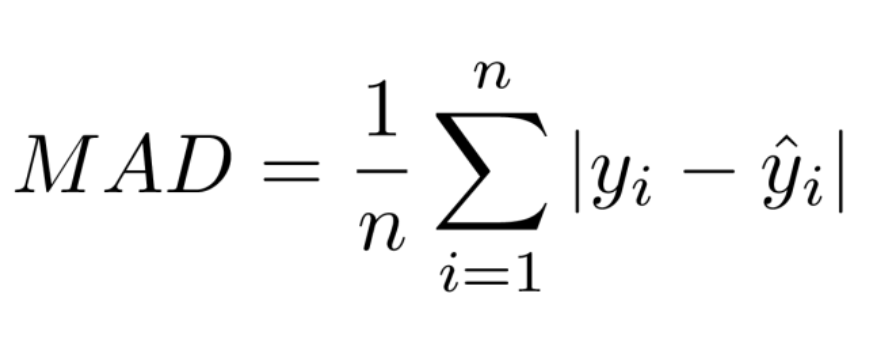 MAD = \frac{1}{n} \sum_{i=1}^{n} |y_i - \hat{y}_i|